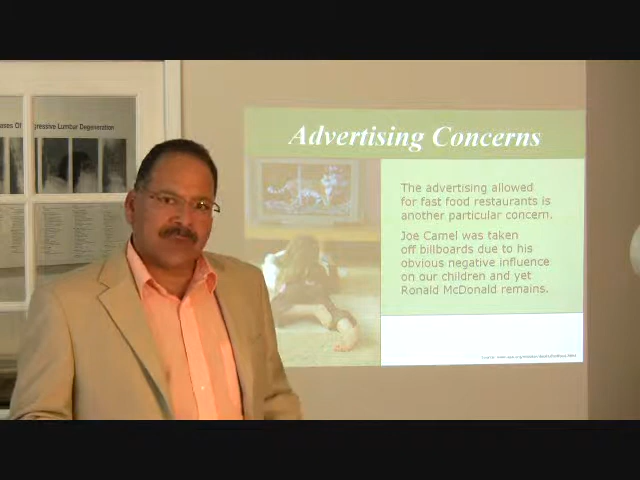 Advertising Concerns
The advertising allowed
for fast food restaurants is
another particular concern.
Joe Camel was taken
off billboards due to his
obvious negative influence
on our children and yet
Ronald McDonald remains.
Lumbar Degeneration